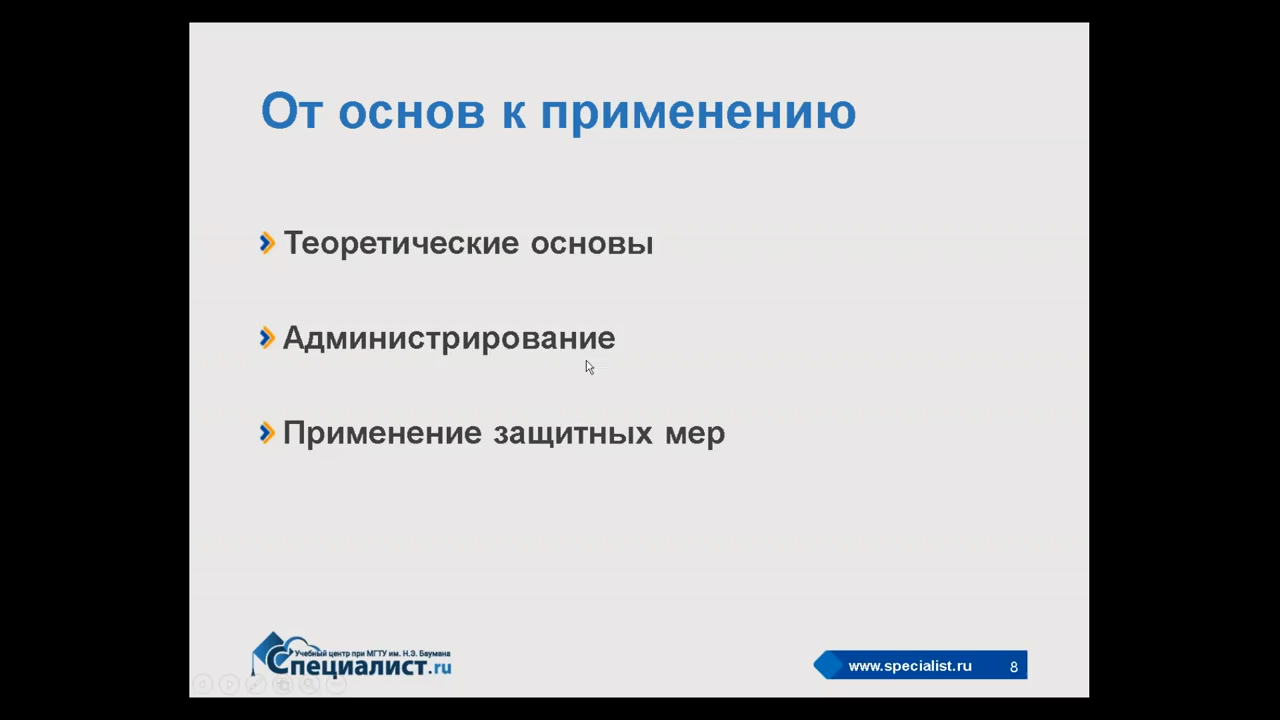 От основ к применению
Теоретические основы
Администрирование
Применение защитных мер
Учебный центр при МГТУ им. Н.Э. Баумана
Специалист.ru
www.specialist.ru 8